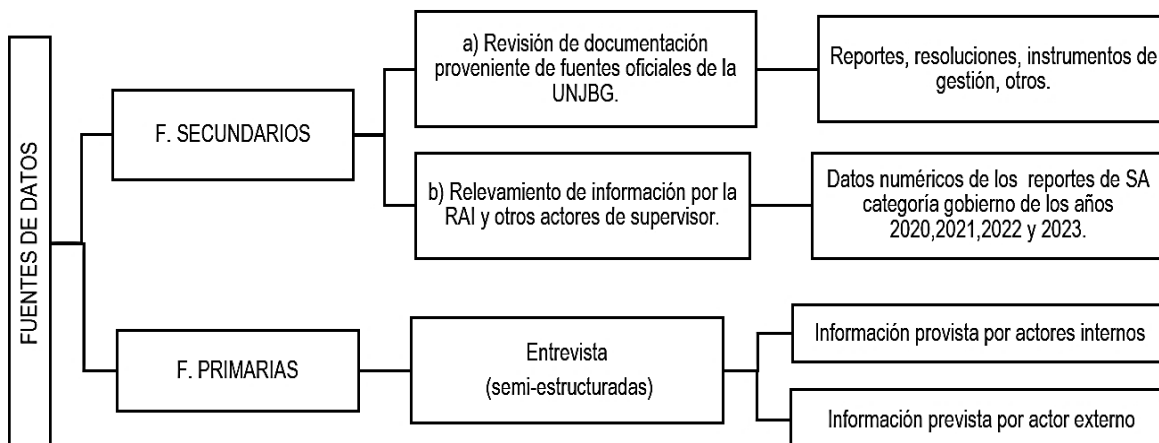 FUENTES DE DATOS
F. SECUNDARIOS
a) Revisión de documentación
proveniente de fuentes oficiales de la
UNJBG.
Reportes, resoluciones, instrumentos de
gestión, otros.
b) Relevamiento de información por la
RAI y otros actores de supervisor.
Datos numéricos de los reportes de SA
categoría gobierno de los años
2020,2021,2022 y 2023.
F. PRIMARIAS
Entrevista
(semi-estructuradas)
Información provista por actores internos
Información prevista por actor externo